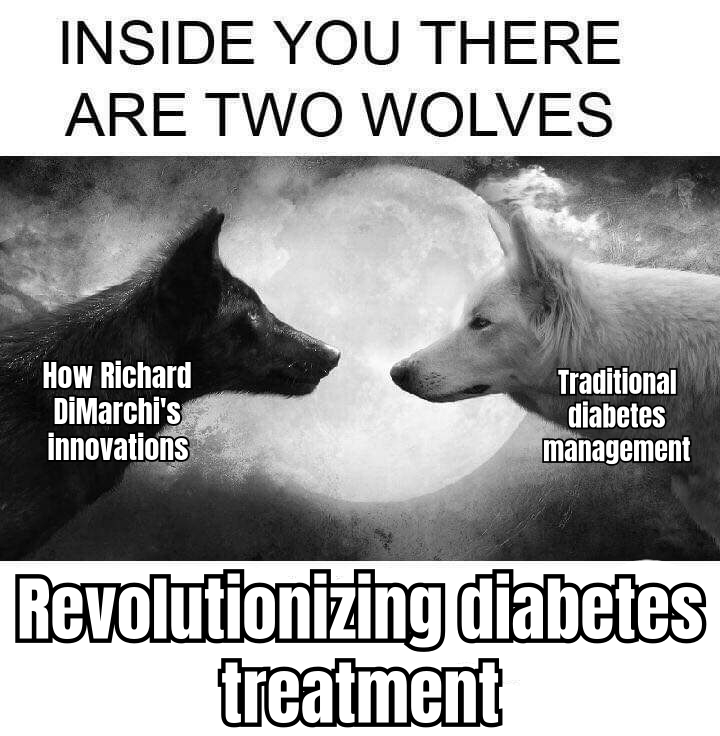 INSIDE YOU THERE
ARE TWO WOLVES
How Richard
DiMarchi's
innovations
Traditional
diabetes
management
Revolutionizing diabetes
treatment